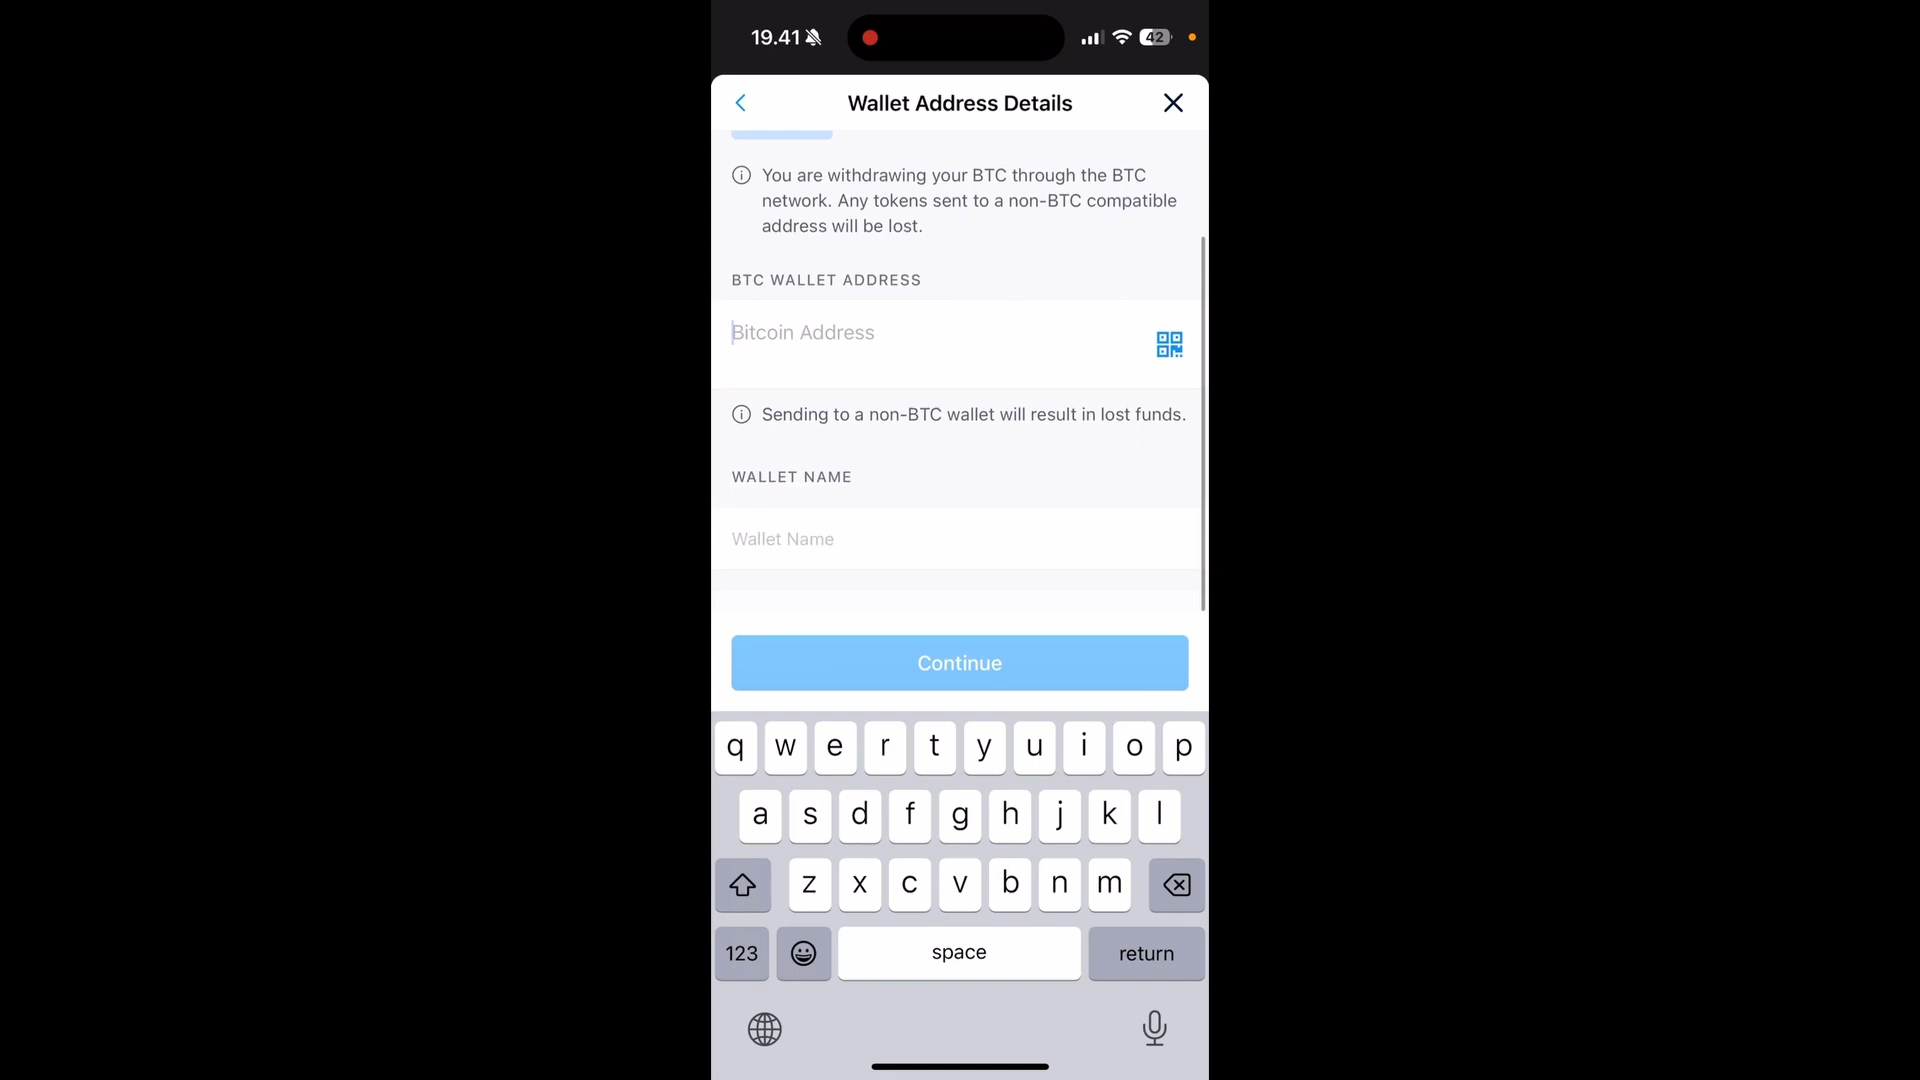 19.41
42
Wallet Address Details
You are withdrawing your BTC through the BTC
network. Any tokens sent to a non-BTC compatible
address will be lost.
BTC WALLET ADDRESS
Bitcoin Address
Sending to a non-BTC wallet will result in lost funds.
WALLET NAME
Wallet Name
Continue
q w e r t y u i o p
a s d f g h j k l
z x c v b n m
123 space return